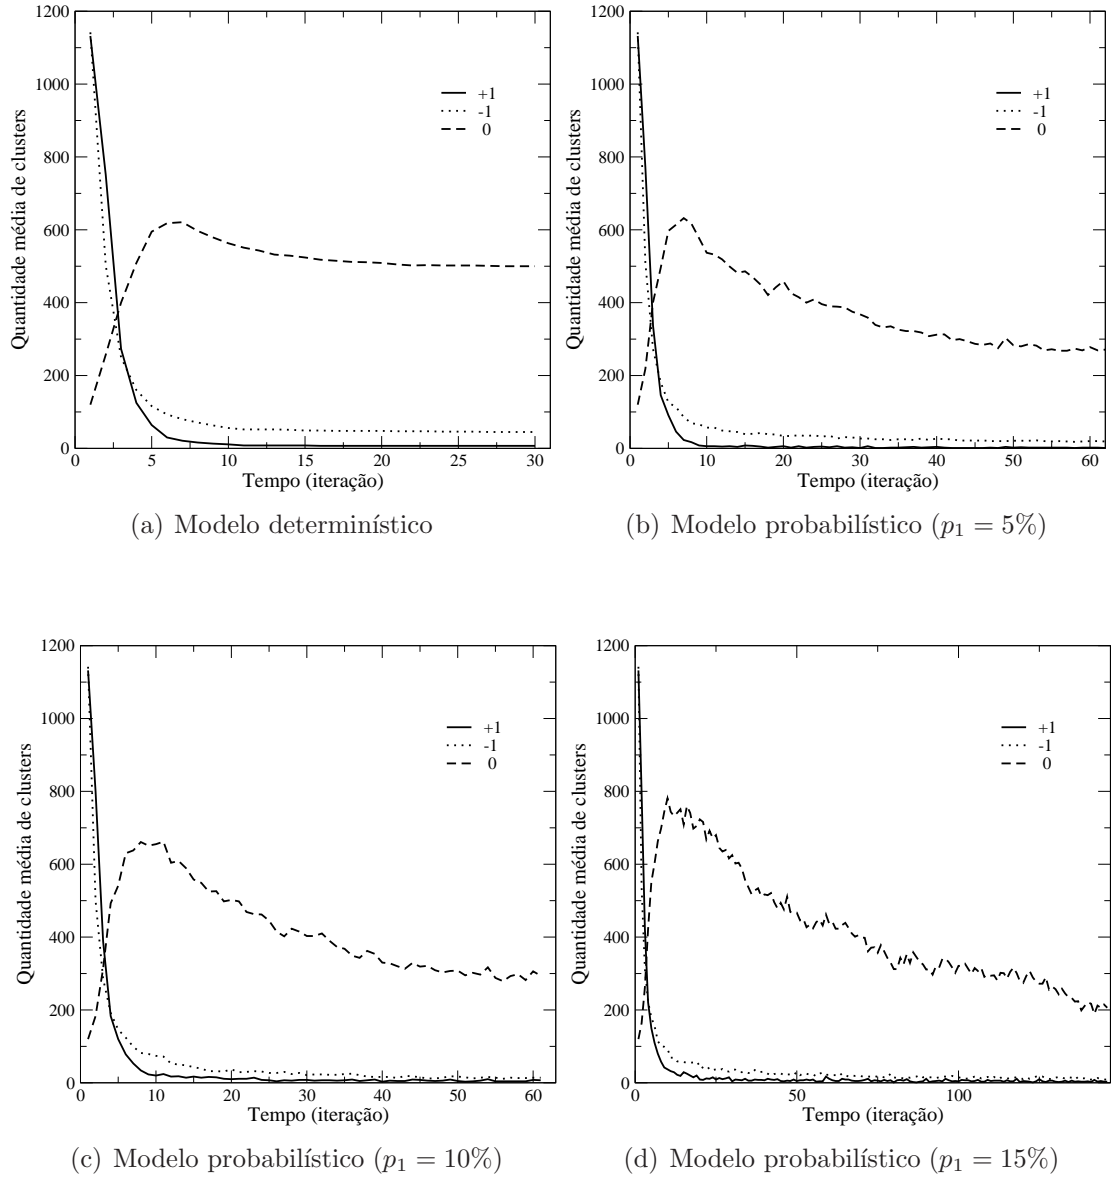 1200
1000
800
600
400
200
0
Quantidade média de clusters
+1
-1
0
0 5 10 15 20 25 30
Tempo (iteração)
(a) Modelo determinístico
1200
1000
800
600
400
200
0
Quantidade média de clusters
+1
-1
0
0 10 20 30 40 50 60
Tempo (iteração)
(b) Modelo probabilístico (p₁ = 5%)
1200
1000
800
600
400
200
0
Quantidade média de clusters
+1
-1
0
0 10 20 30 40 50 60
Tempo (iteração)
(c) Modelo probabilístico (p₁ = 10%)
1200
1000
800
600
400
200
0
Quantidade média de clusters
+1
-1
0
0 50 100
Tempo (iteração)
(d) Modelo probabilístico (p₁ = 15%)